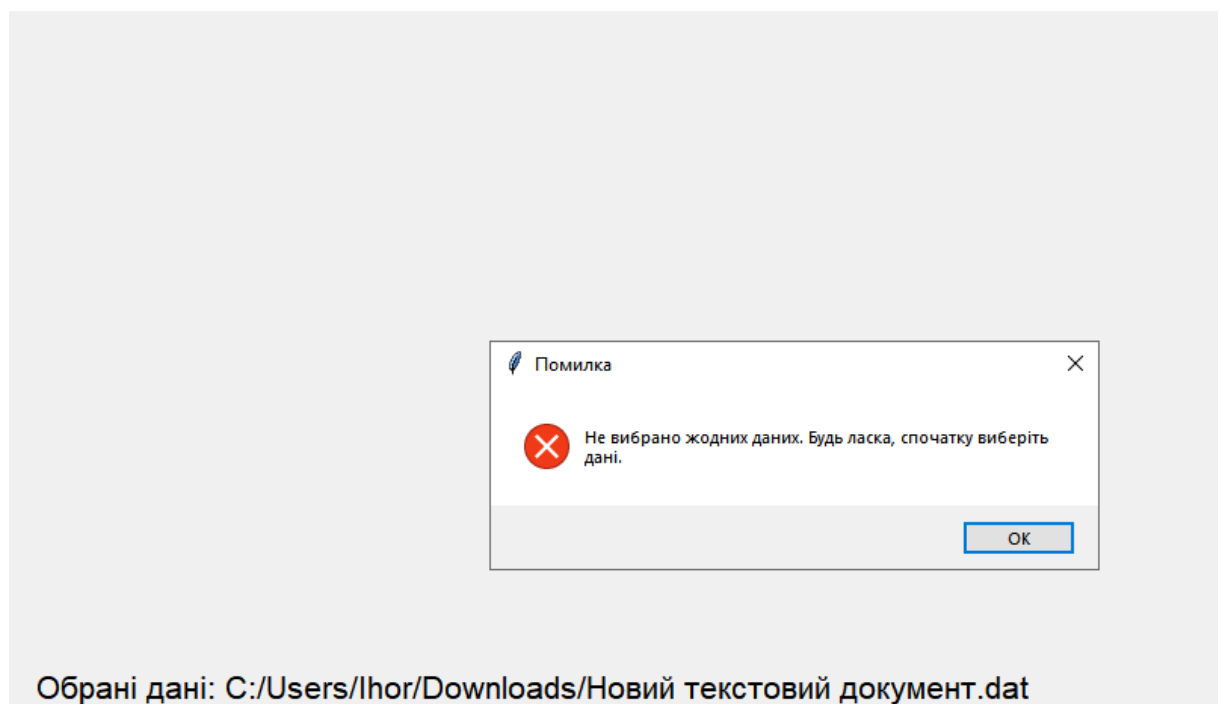 Помилка
Не вибрано жодних даних. Будь ласка, спочатку виберіть
дані.
OK
Обрані дані: C:/Users/Ihor/Downloads/Новий текстовий документ.dat